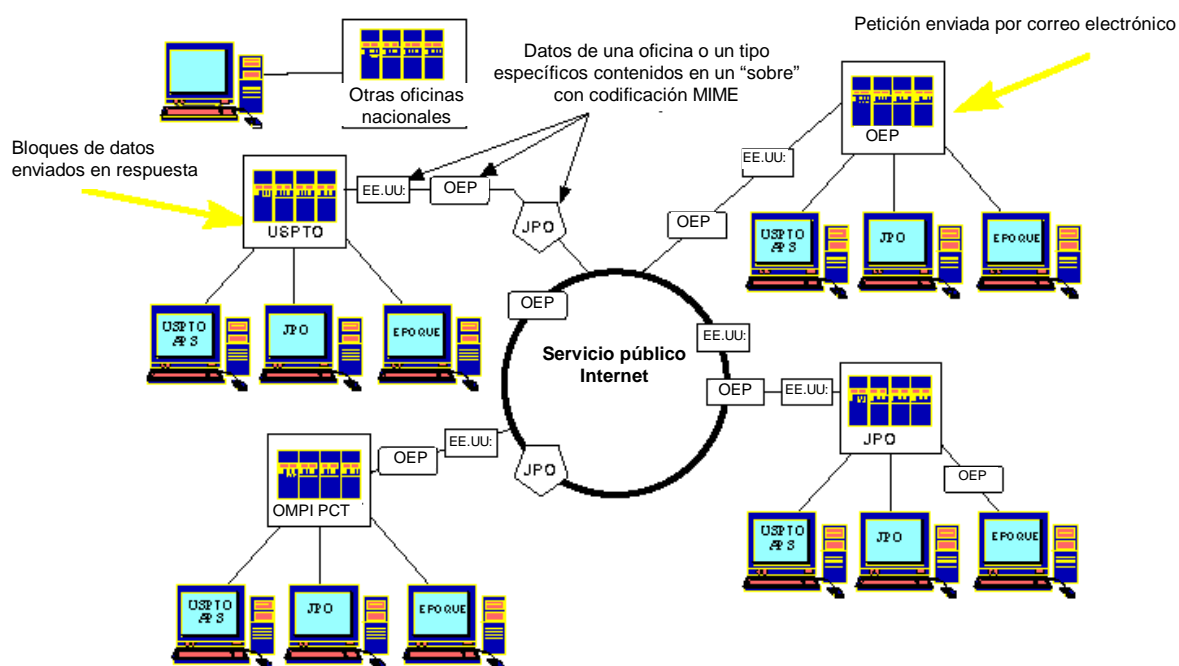 Petición enviada por correo electrónico
Datos de una oficina o un tipo
específicos contenidos en un “sobre”
con codificación MIME
Otras oficinas
nacionales
Bloques de datos
enviados en respuesta
USPTO
EE.UU:
OEP
JPO
OEP
EE.UU:
OEP
USPTO
APS
JPO
EPOQUE
USPTO
APS
JPO
EPOQUE
OEP
EE.UU:
Servicio público
Internet
OEP
EE.UU:
JPO
JPO
OMPI PCT
OEP
EE.UU:
OEP
USPTO
APS
JPO
EPOQUE
USPTO
APS
JPO
EPOQUE